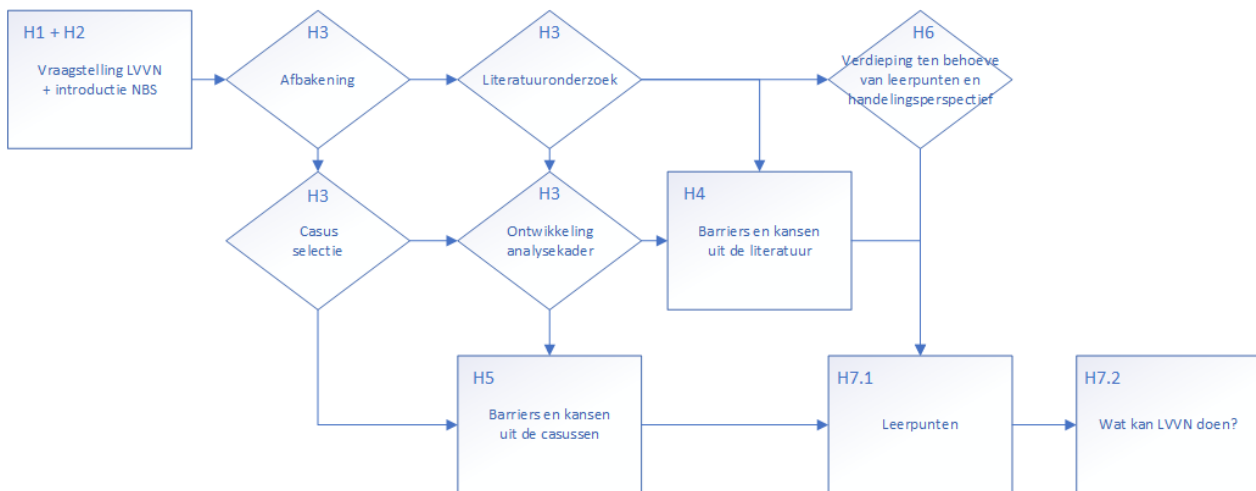 H1 + H2
Vraagstelling LVVN
+ introductie NBS
H3
Afbakening
H3
Literatuuronderzoek
H6
Verdieping ten behoeve
van leerpunten en
handelingsperspectief
H3
Casus
selectie
H3
Ontwikkeling
analysekader
H4
Barriers en kansen
uit de literatuur
H5
Barriers en kansen
uit de casussen
H7.1
Leerpunten
H7.2
Wat kan LVVN doen?